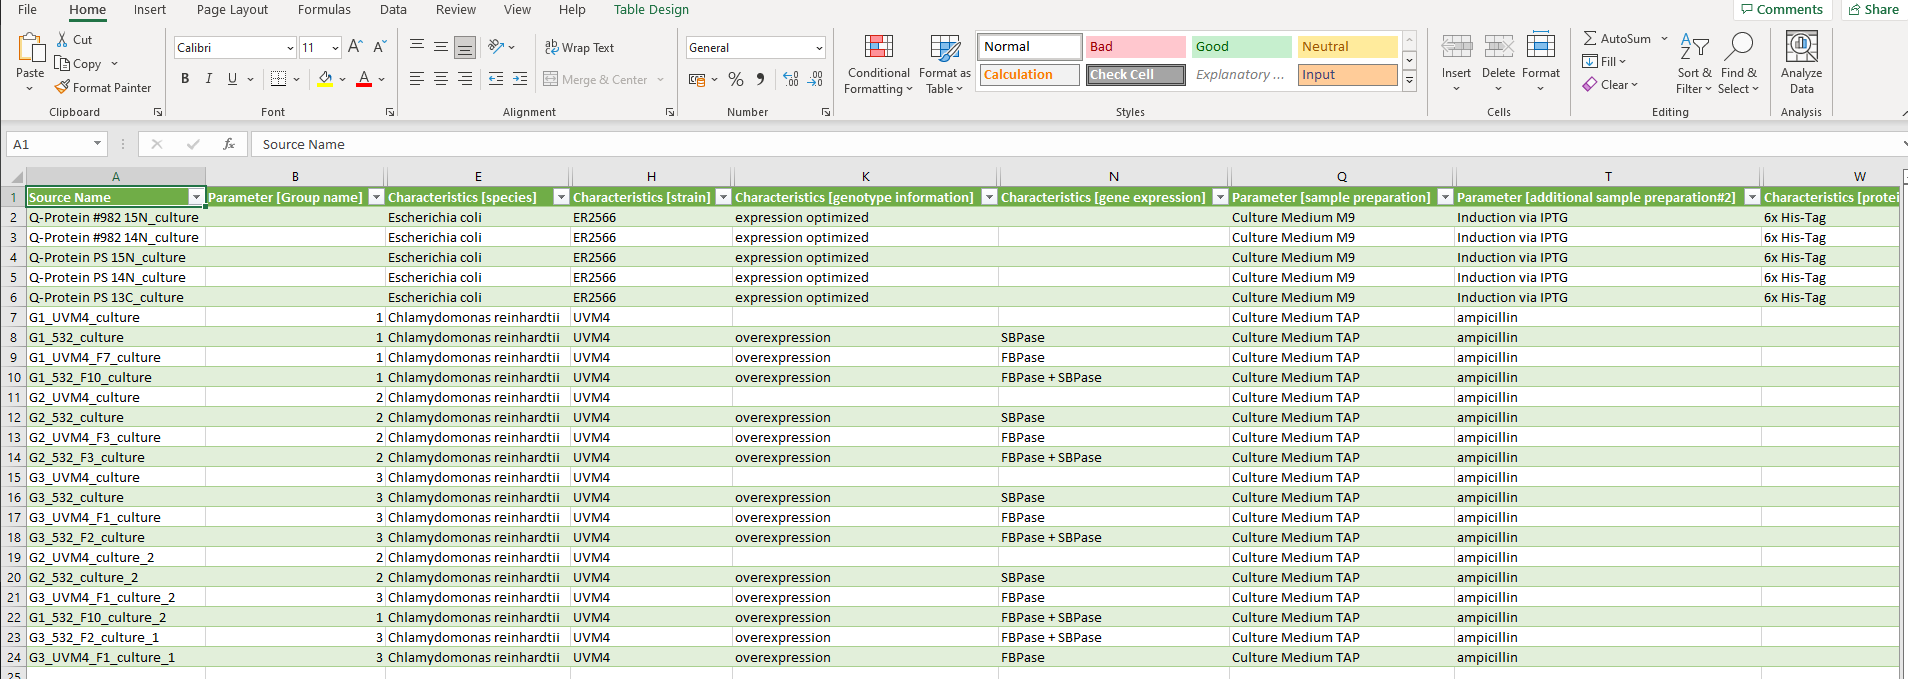 File Home Insert Page Layout Formulas Data Review View Help Table Design Comments Share
Paste Cut Copy Format Painter Clipboard
Calibri 11 A A B I U A Font
Wrap Text Merge & Center Alignment
General % Number
Conditional Formatting Format as Table Normal Bad Good Neutral Calculation Check Cell Explanatory ... Input Styles
Insert Delete Format Cells
AutoSum Fill Clear Sort & Filter Find & Select Editing
Analyze Data Analysis
A1 fx Source Name
A B E H K N Q T W
1 Source Name Parameter [Group name] Characteristics [species] Characteristics [strain] Characteristics [genotype information] Characteristics [gene expression] Parameter [sample preparation] Parameter [additional sample preparation#2] Characteristics [protei
2 Q-Protein #982 15N_culture Escherichia coli ER2566 expression optimized Culture Medium M9 Induction via IPTG 6x His-Tag
3 Q-Protein #982 14N_culture Escherichia coli ER2566 expression optimized Culture Medium M9 Induction via IPTG 6x His-Tag
4 Q-Protein PS 15N_culture Escherichia coli ER2566 expression optimized Culture Medium M9 Induction via IPTG 6x His-Tag
5 Q-Protein PS 14N_culture Escherichia coli ER2566 expression optimized Culture Medium M9 Induction via IPTG 6x His-Tag
6 Q-Protein PS 13C_culture Escherichia coli ER2566 expression optimized Culture Medium M9 Induction via IPTG 6x His-Tag
7 G1_UVM4_culture 1 Chlamydomonas reinhardtii UVM4 Culture Medium TAP ampicillin
8 G1_532_culture 1 Chlamydomonas reinhardtii UVM4 overexpression SBPase Culture Medium TAP ampicillin
9 G1_UVM4_F7_culture 1 Chlamydomonas reinhardtii UVM4 overexpression FBPase Culture Medium TAP ampicillin
10 G1_532_F10_culture 1 Chlamydomonas reinhardtii UVM4 overexpression FBPase + SBPase Culture Medium TAP ampicillin
11 G2_UVM4_culture 2 Chlamydomonas reinhardtii UVM4 Culture Medium TAP ampicillin
12 G2_532_culture 2 Chlamydomonas reinhardtii UVM4 overexpression SBPase Culture Medium TAP ampicillin
13 G2_UVM4_F3_culture 2 Chlamydomonas reinhardtii UVM4 overexpression FBPase Culture Medium TAP ampicillin
14 G2_532_F3_culture 2 Chlamydomonas reinhardtii UVM4 overexpression FBPase + SBPase Culture Medium TAP ampicillin
15 G3_UVM4_culture 3 Chlamydomonas reinhardtii UVM4 Culture Medium TAP ampicillin
16 G3_532_culture 3 Chlamydomonas reinhardtii UVM4 overexpression SBPase Culture Medium TAP ampicillin
17 G3_UVM4_F1_culture 3 Chlamydomonas reinhardtii UVM4 overexpression FBPase Culture Medium TAP ampicillin
18 G3_532_F2_culture 3 Chlamydomonas reinhardtii UVM4 overexpression FBPase + SBPase Culture Medium TAP ampicillin
19 G2_UVM4_culture_2 2 Chlamydomonas reinhardtii UVM4 Culture Medium TAP ampicillin
20 G2_532_culture_2 2 Chlamydomonas reinhardtii UVM4 overexpression SBPase Culture Medium TAP ampicillin
21 G3_UVM4_F1_culture_2 3 Chlamydomonas reinhardtii UVM4 overexpression FBPase Culture Medium TAP ampicillin
22 G1_532_F10_culture_2 1 Chlamydomonas reinhardtii UVM4 overexpression FBPase + SBPase Culture Medium TAP ampicillin
23 G3_532_F2_culture_1 3 Chlamydomonas reinhardtii UVM4 overexpression FBPase + SBPase Culture Medium TAP ampicillin
24 G3_UVM4_F1_culture_1 3 Chlamydomonas reinhardtii UVM4 overexpression FBPase Culture Medium TAP ampicillin
25